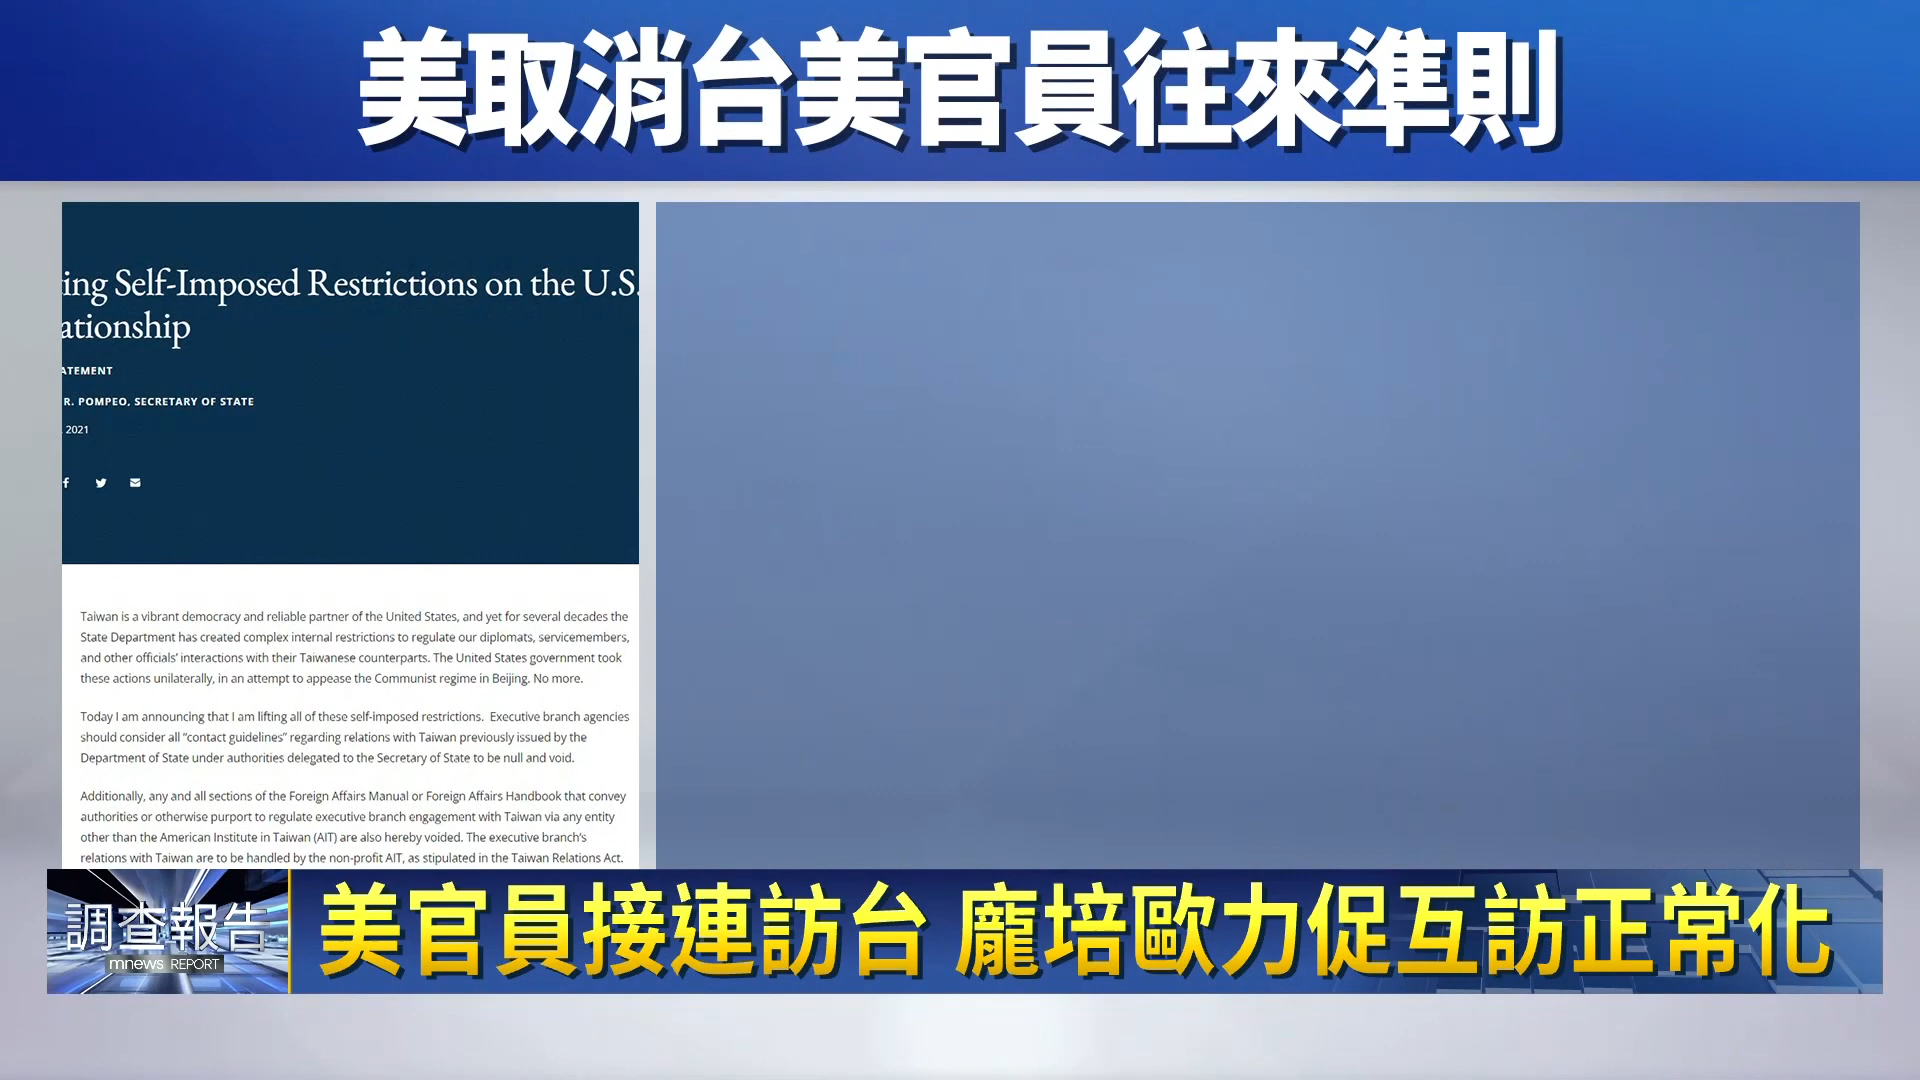 美取消台美官員往來準則
ing Self-Imposed Restrictions on the U.S.
ationship
ATEMENT
R. POMPEO, SECRETARY OF STATE
, 2021
Taiwan is a vibrant democracy and reliable partner of the United States, and yet for several decades the
State Department has created complex internal restrictions to regulate our diplomats, servicemembers,
and other officials’ interactions with their Taiwanese counterparts. The United States government took
these actions unilaterally, in an attempt to appease the Communist regime in Beijing. No more.
Today I am announcing that I am lifting all of these self-imposed restrictions.  Executive branch agencies
should consider all “contact guidelines” regarding relations with Taiwan previously issued by the
Department of State under authorities delegated to the Secretary of State to be null and void.
Additionally, any and all sections of the Foreign Affairs Manual or Foreign Affairs Handbook that convey
authorities or otherwise purport to regulate executive branch engagement with Taiwan via any entity
other than the American Institute in Taiwan (AIT) are also hereby voided. The executive branch’s
relations with Taiwan are to be handled by the non-profit AIT, as stipulated in the Taiwan Relations Act.
調查報告
mnews REPORT
美官員接連訪台 龐培歐力促互訪正常化